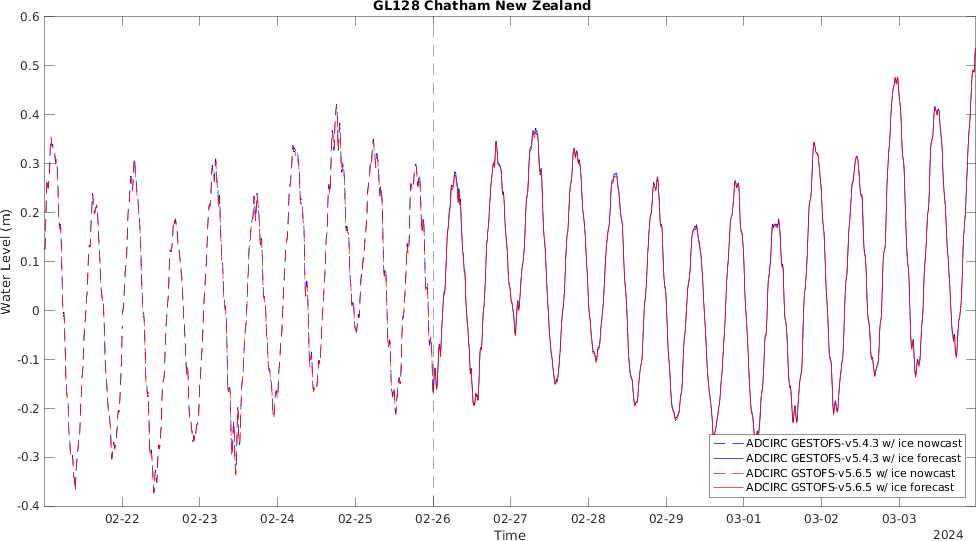 GL128 Chatham New Zealand
0.6
0.5
0.4
0.3
0.2
0.1
0
-0.1
-0.2
-0.3
-0.4
Water Level (m)
ADCIRC GESTOFS-v5.4.3 w/ ice nowcast
ADCIRC GESTOFS-v5.4.3 w/ ice forecast
ADCIRC GSTOFS-v5.6.5 w/ ice nowcast
ADCIRC GSTOFS-v5.6.5 w/ ice forecast
02-22 02-23 02-24 02-25 02-26 02-27 02-28 02-29 03-01 03-02 03-03
Time
2024